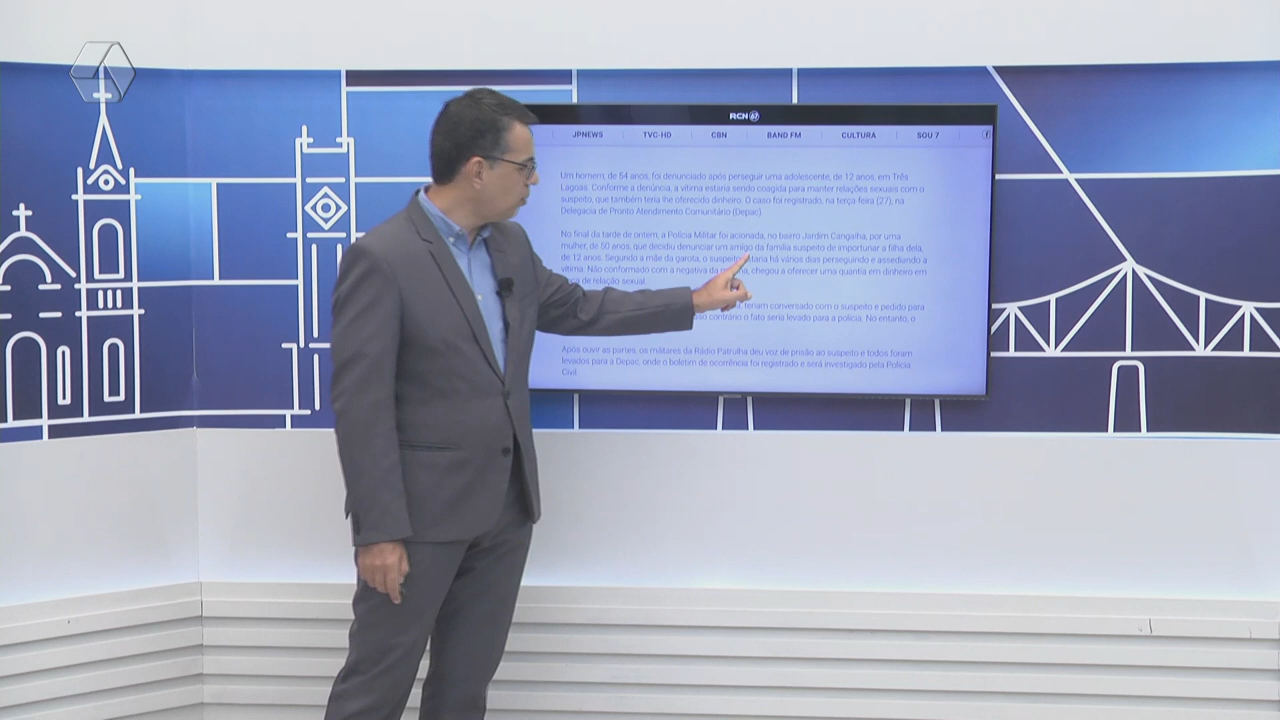 RCN 67
JPNEWS TVC-HD CBN BAND FM CULTURA SOU 7
Um homem, de 54 anos, foi denunciado após perseguir uma adolescente, de 12 anos, em Três
Lagoas. Conforme a denúncia, a vítima estaria sendo coagida para manter relações sexuais com o
suspeito, que também teria lhe oferecido dinheiro. O caso foi registrado, na terça-feira (27), na
Delegacia de Pronto Atendimento Comunitário (Depac)
No final da tarde de ontem, a Polícia Militar foi acionada, no bairro Jardim Cangalha, por uma
mulher, de 50 anos, que decidiu denunciar um amigo da família suspeito de importunar a filha dela,
de 12 anos. Segundo a mãe da garota, o suspeito estaria há vários dias perseguindo e assediando a
vítima. Não conformado com a negativa da chegou a oferecer uma quantia em dinheiro em
de relação sexual.
teriam conversado com o suspeito e pedido para
contrário o fato seria levado para a polícia. No entanto, o
Após ouvir as partes, os militares da Rádio Patrulha deu voz de prisão ao suspeito e todos foram
levados para a Depac, onde o boletim de ocorrência foi registrado e será investigado pela Polícia
Civil.